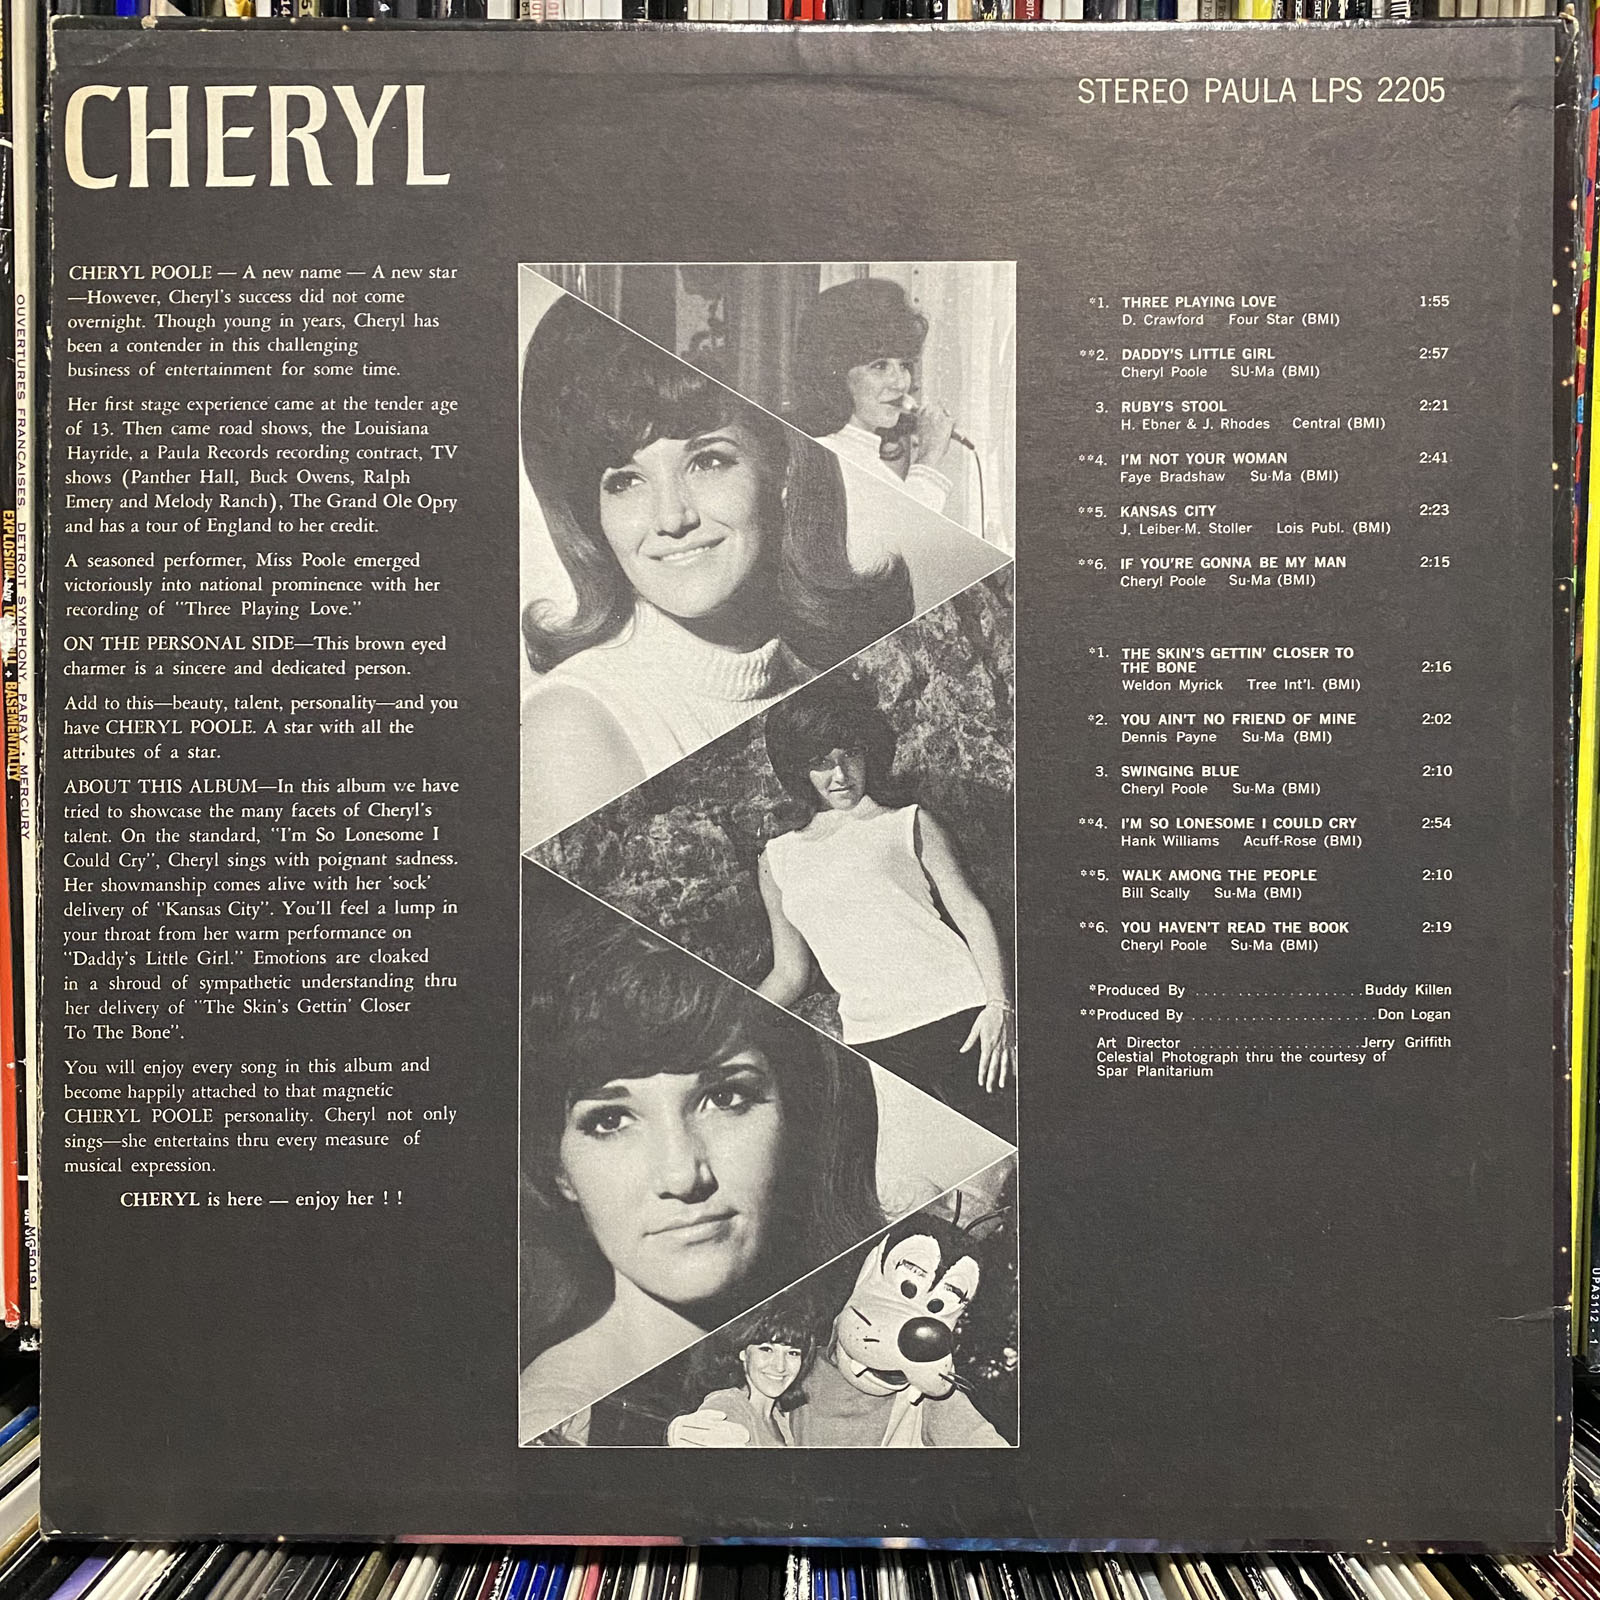 CHERYL
STEREO PAULA LPS 2205
CHERYL POOLE — A new name — A new star
—However, Cheryl's success did not come
overnight. Though young in years, Cheryl has
been a contender in this challenging
business of entertainment for some time.
Her first stage experience came at the tender age
of 13. Then came road shows, the Louisiana
Hayride, a Paula Records recording contract, TV
shows (Panther Hall, Buck Owens, Ralph
Emery and Melody Ranch), The Grand Ole Opry
and has a tour of England to her credit.
A seasoned performer, Miss Poole emerged
victoriously into national prominence with her
recording of "Three Playing Love."
ON THE PERSONAL SIDE—This brown eyed
charmer is a sincere and dedicated person.
Add to this—beauty, talent, personality—and you
have CHERYL POOLE. A star with all the
attributes of a star.
ABOUT THIS ALBUM—In this album we have
tried to showcase the many facets of Cheryl's
talent. On the standard, "I'm So Lonesome I
Could Cry", Cheryl sings with poignant sadness.
Her showmanship comes alive with her 'sock'
delivery of "Kansas City". You'll feel a lump in
your throat from her warm performance on
"Daddy's Little Girl." Emotions are cloaked
in a shroud of sympathetic understanding thru
her delivery of "The Skin's Gettin' Closer
To The Bone".
You will enjoy every song in this album and
become happily attached to that magnetic
CHERYL POOLE personality. Cheryl not only
sings—she entertains thru every measure of
musical expression.
CHERYL is here — enjoy her ! !
*1. THREE PLAYING LOVE 1:55
D. Crawford Four Star (BMI)
**2. DADDY'S LITTLE GIRL 2:57
Cheryl Poole SU-Ma (BMI)
3. RUBY'S STOOL 2:21
H. Ebner & J. Rhodes Central (BMI)
**4. I'M NOT YOUR WOMAN 2:41
Faye Bradshaw Su-Ma (BMI)
**5. KANSAS CITY 2:23
J. Leiber-M. Stoller Lois Publ. (BMI)
**6. IF YOU'RE GONNA BE MY MAN 2:15
Cheryl Poole Su-Ma (BMI)
*1. THE SKIN'S GETTIN' CLOSER TO
THE BONE 2:16
Weldon Myrick Tree Int'l. (BMI)
*2. YOU AIN'T NO FRIEND OF MINE 2:02
Dennis Payne Su-Ma (BMI)
3. SWINGING BLUE 2:10
Cheryl Poole Su-Ma (BMI)
**4. I'M SO LONESOME I COULD CRY 2:54
Hank Williams Acuff-Rose (BMI)
**5. WALK AMONG THE PEOPLE 2:10
Bill Scally Su-Ma (BMI)
**6. YOU HAVEN'T READ THE BOOK 2:19
Cheryl Poole Su-Ma (BMI)
*Produced By ....................Buddy Killen
**Produced By ......................Don Logan
Art Director ....................Jerry Griffith
Celestial Photograph thru the courtesy of
Spar Planitarium
OUVERTURES FRANCAISES DETROIT SYMPHONY, PARAY · MERCURY
MG50191
EXPLOSION
+ BASEMENTALITY
UPA3112 - 1